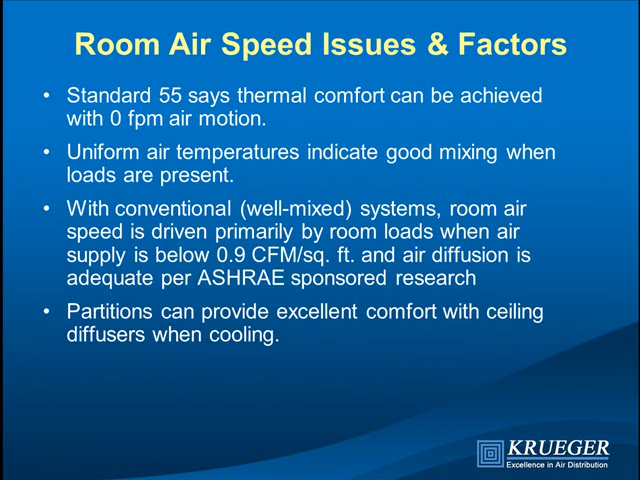 Room Air Speed Issues & Factors
• Standard 55 says thermal comfort can be achieved
with 0 fpm air motion.
• Uniform air temperatures indicate good mixing when
loads are present.
• With conventional (well-mixed) systems, room air
speed is driven primarily by room loads when air
supply is below 0.9 CFM/sq. ft. and air diffusion is
adequate per ASHRAE sponsored research
• Partitions can provide excellent comfort with ceiling
diffusers when cooling.
KRUEGER
Excellence in Air Distribution